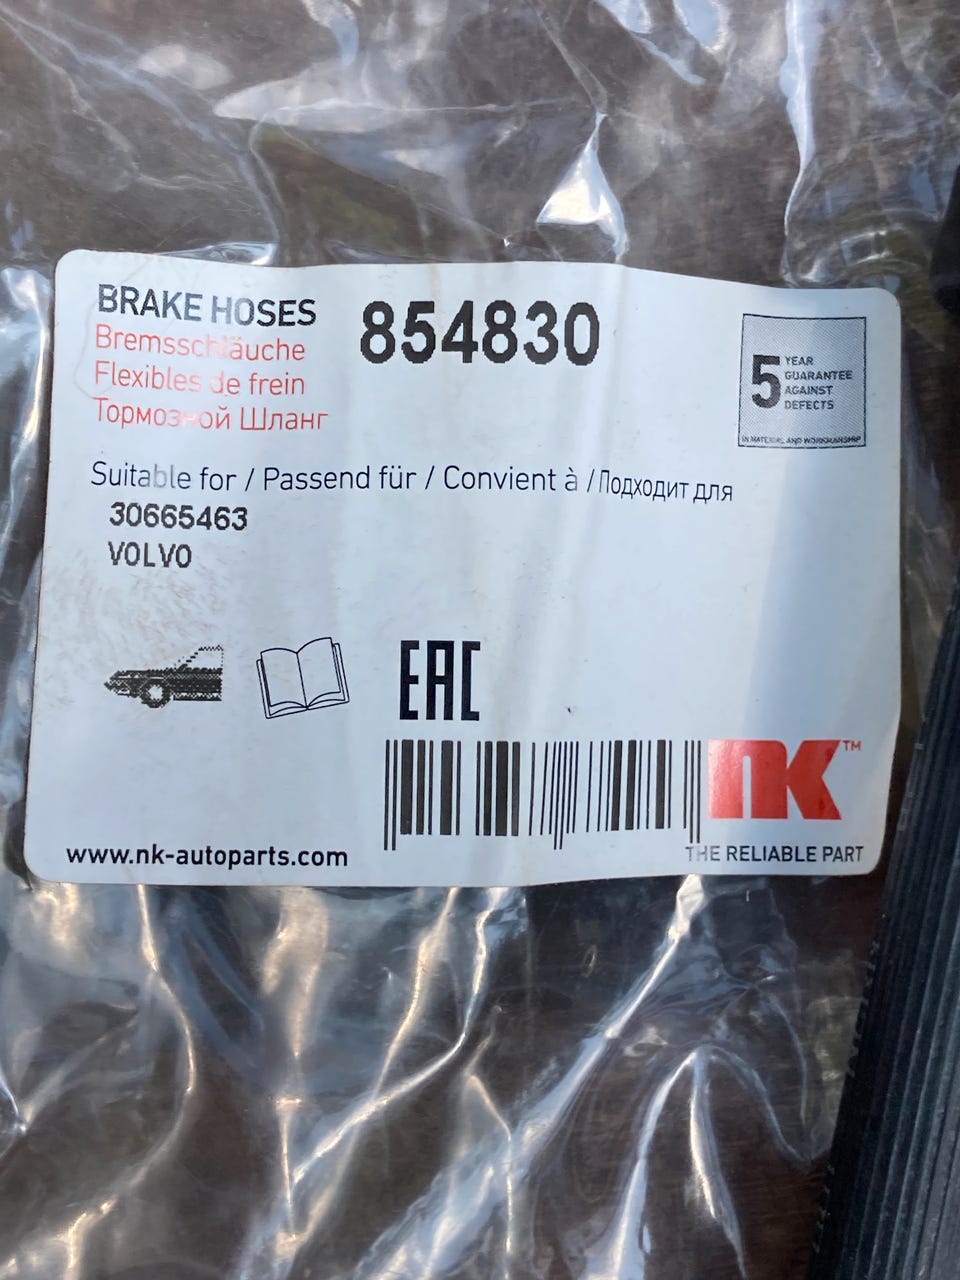 BRAKE HOSES
Bremsschläuche
Flexibles de frein
Тормозной Шланг
854830
5 YEAR
GUARANTEE
AGAINST
DEFECTS
IN MATERIAL AND WORKMANSHIP
Suitable for / Passend für / Convient à / Подходит для
30665463
VOLVO
EAC
nk™
THE RELIABLE PART
www.nk-autoparts.com